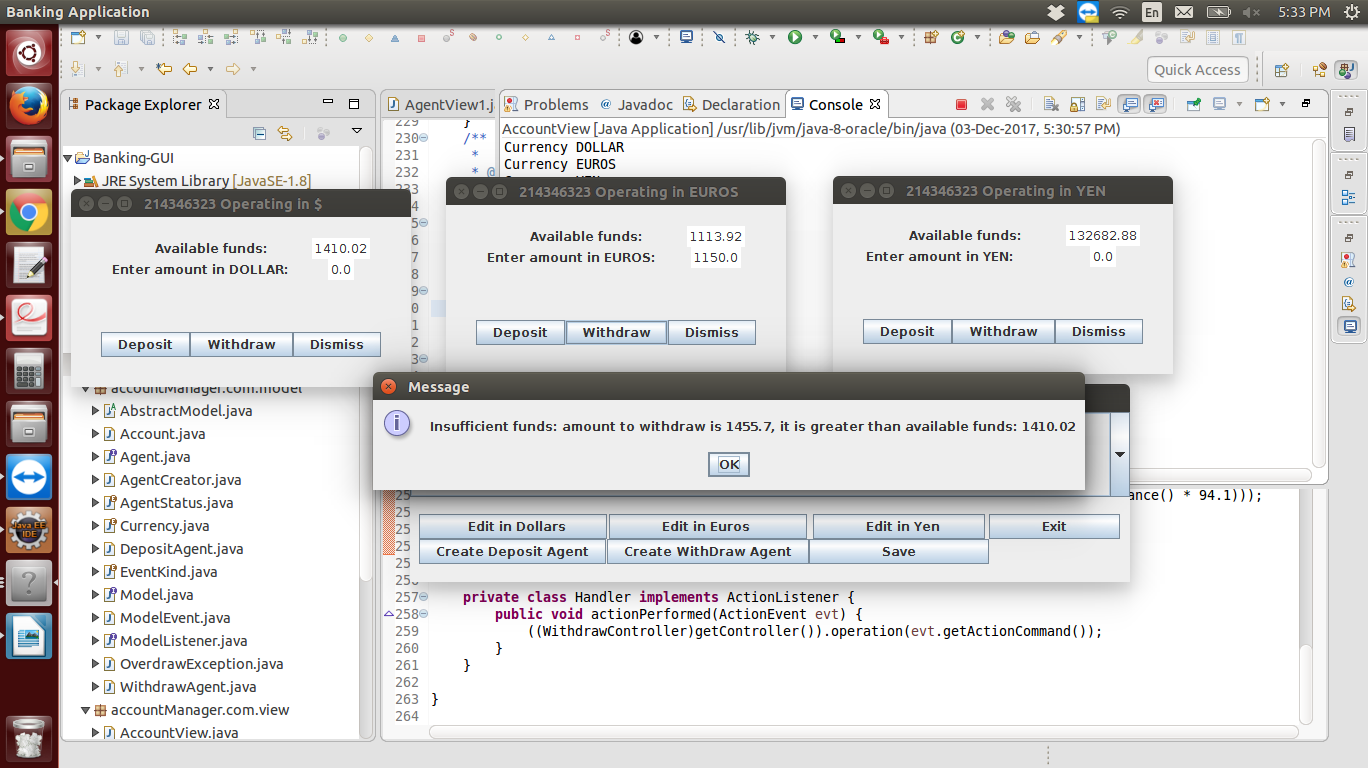 Banking Application
En
5:33 PM
Quick Access
Package Explorer
Banking-GUI
JRE System Library [JavaSE-1.8]
accountManager.com.model
AbstractModel.java
Account.java
Agent.java
AgentCreator.java
AgentStatus.java
Currency.java
DepositAgent.java
EventKind.java
Model.java
ModelEvent.java
ModelListener.java
OverdrawException.java
WithdrawAgent.java
accountManager.com.view
AccountView.java
AgentView1.j
Problems
@ Javadoc
Declaration
Console
AccountView [Java Application] /usr/lib/jvm/java-8-oracle/bin/java (03-Dec-2017, 5:30:57 PM)
Currency DOLLAR
Currency EUROS
229 }
230 /**
231 *
232 * @
214346323 Operating in $
Available funds: 1410.02
Enter amount in DOLLAR: 0.0
Deposit Withdraw Dismiss
214346323 Operating in EUROS
Available funds: 1113.92
Enter amount in EUROS: 1150.0
Deposit Withdraw Dismiss
214346323 Operating in YEN
Available funds: 132682.88
Enter amount in YEN: 0.0
Deposit Withdraw Dismiss
Message
Insufficient funds: amount to withdraw is 1455.7, it is greater than available funds: 1410.02
OK
ance() * 94.1)));
Edit in Dollars Edit in Euros Edit in Yen Exit
Create Deposit Agent Create WithDraw Agent Save
257 private class Handler implements ActionListener {
258 public void actionPerformed(ActionEvent evt) {
259 ((WithdrawController)getController()).operation(evt.getActionCommand());
260 }
261 }
262
263 }
264